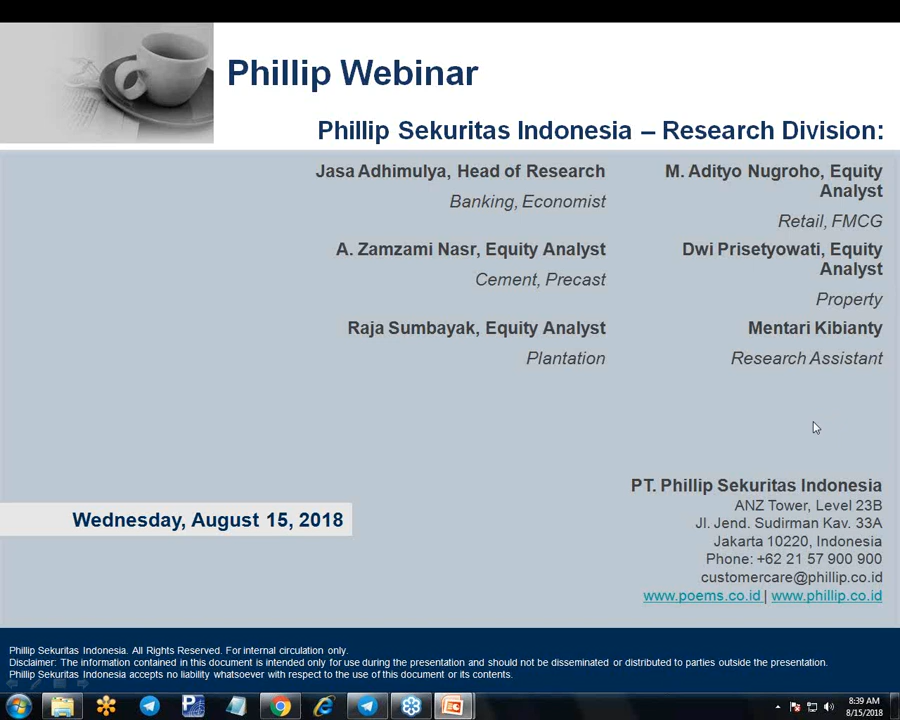 Phillip Webinar
Phillip Sekuritas Indonesia – Research Division:
Jasa Adhimulya, Head of Research
Banking, Economist
A. Zamzami Nasr, Equity Analyst
Cement, Precast
Raja Sumbayak, Equity Analyst
Plantation
M. Adityo Nugroho, Equity
Analyst
Retail, FMCG
Dwi Prisetyowati, Equity
Analyst
Property
Mentari Kibianty
Research Assistant
Wednesday, August 15, 2018
PT. Phillip Sekuritas Indonesia
ANZ Tower, Level 23B
Jl. Jend. Sudirman Kav. 33A
Jakarta 10220, Indonesia
Phone: +62 21 57 900 900
customercare@phillip.co.id
www.poems.co.id | www.phillip.co.id
Phillip Sekuritas Indonesia. All Rights Reserved. For internal circulation only.
Disclaimer: The information contained in this document is intended only for use during the presentation and should not be disseminated or distributed to parties outside the presentation.
Phillip Sekuritas Indonesia accepts no liability whatsoever with respect to the use of this document or its contents.
8:39 AM
8/15/2018